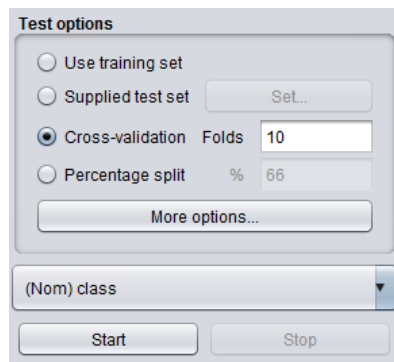 Test options
Use training set
Supplied test set Set...
Cross-validation Folds 10
Percentage split % 66
More options...
(Nom) class
Start Stop